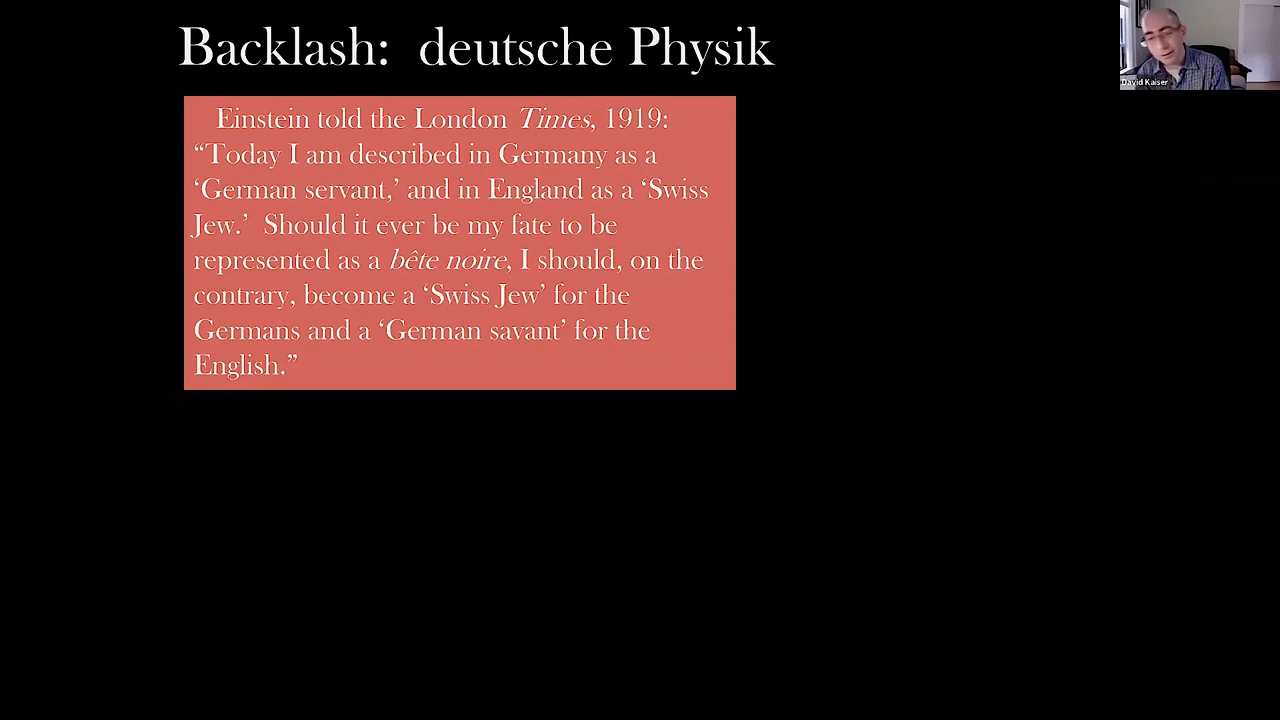 Backlash: deutsche Physik
David Kaiser
Einstein told the London Times, 1919:
“Today I am described in Germany as a
‘German servant,’ and in England as a ‘Swiss
Jew.’ Should it ever be my fate to be
represented as a bête noire, I should, on the
contrary, become a ‘Swiss Jew’ for the
Germans and a ‘German savant’ for the
English.”